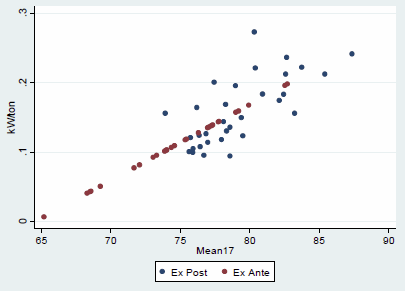 .3
.2
.1
0
kW/ton
65 70 75 80 85 90
Mean17
Ex Post Ex Ante